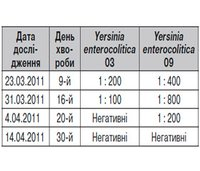 Дата дослі-дження День хво-роби Yersinia enterocolitica 03 Yersinia enterocolitica 09
23.03.2011 9-й 1 : 200 1 : 400
31.03.2011 16-й 1 : 100 1 : 800
4.04.2011 20-й Негативні 1 : 200
14.04.2011 30-й Негативні Негативні